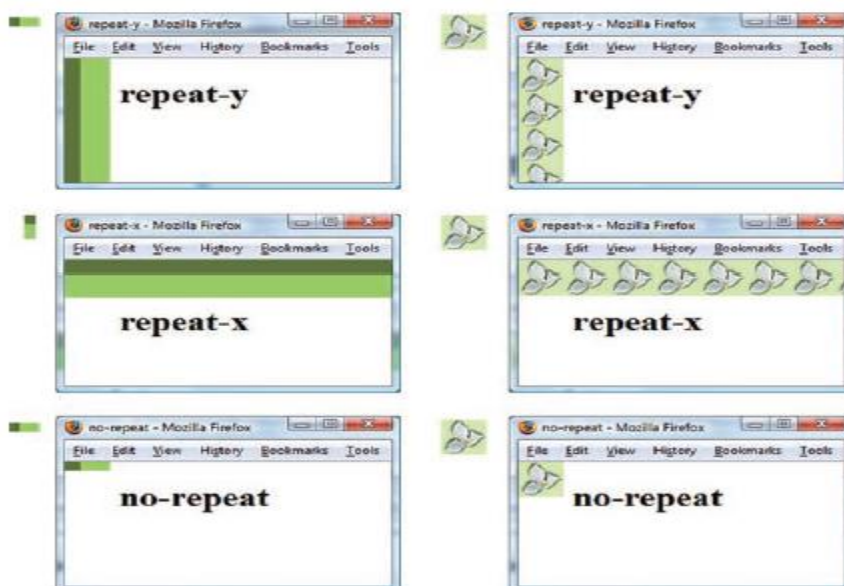 repeat-y - Mozilla Firefox
File Edit View History Bookmarks Tools
repeat-y
repeat-y - Mozilla Firefox
File Edit View History Bookmarks Tools
repeat-y
repeat-x - Mozilla Firefox
File Edit View History Bookmarks Tools
repeat-x
repeat-x - Mozilla Firefox
File Edit View History Bookmarks Tools
repeat-x
no-repeat - Mozilla Firefox
File Edit View History Bookmarks Tools
no-repeat
no-repeat - Mozilla Firefox
File Edit View History Bookmarks Tools
no-repeat